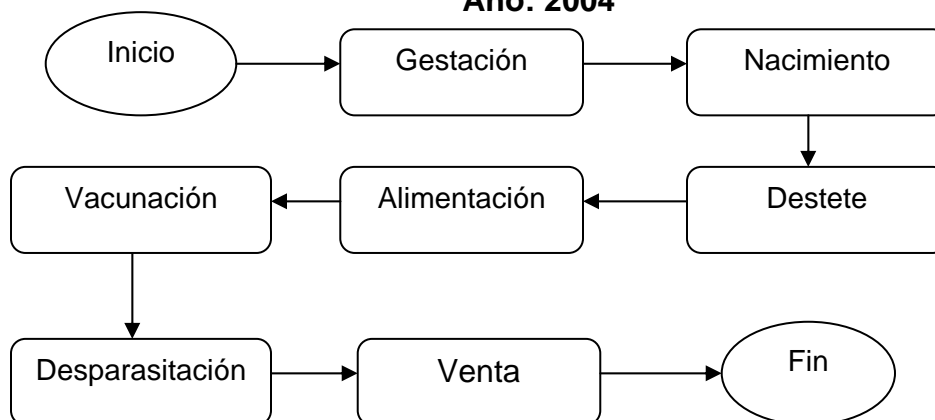 Año: 2004
Inicio
Gestación
Nacimiento
Destete
Alimentación
Vacunación
Desparasitación
Venta
Fin